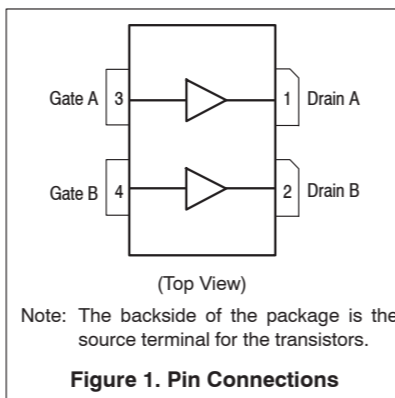 Gate A 3 1 Drain A
Gate B 4 2 Drain B
(Top View)
Note: The backside of the package is the
source terminal for the transistors.
Figure 1. Pin Connections